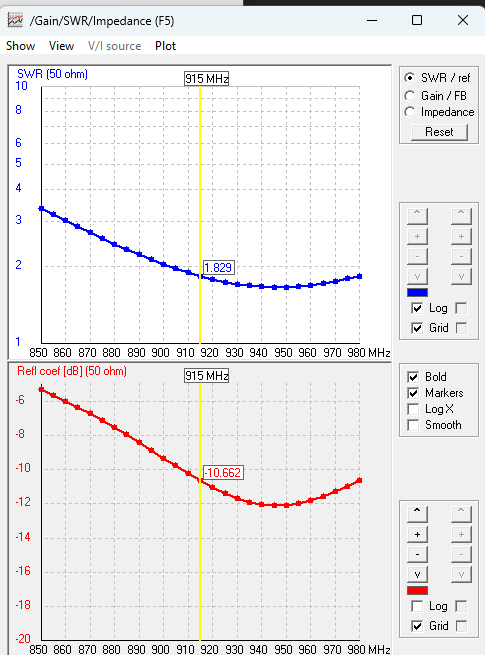 /Gain/SWR/Impedance (F5)
Show View V/I source Plot
SWR (50 ohm)
915 MHz
10
6
5
4
3
2
1
1.829
850 860 870 880 890 900 910 920 930 940 950 960 970 980 MHz
Refl coef [dB] (50 ohm)
915 MHz
-6
-8
-10
-12
-14
-16
-18
-20
-10.662
850 860 870 880 890 900 910 920 930 940 950 960 970 980 MHz
SWR / ref
Gain / FB
Impedance
Reset
^ ^
+ +
- -
v v
Log
Grid
Bold
Markers
Log X
Smooth
^ ^
+ +
- -
v v
Log
Grid